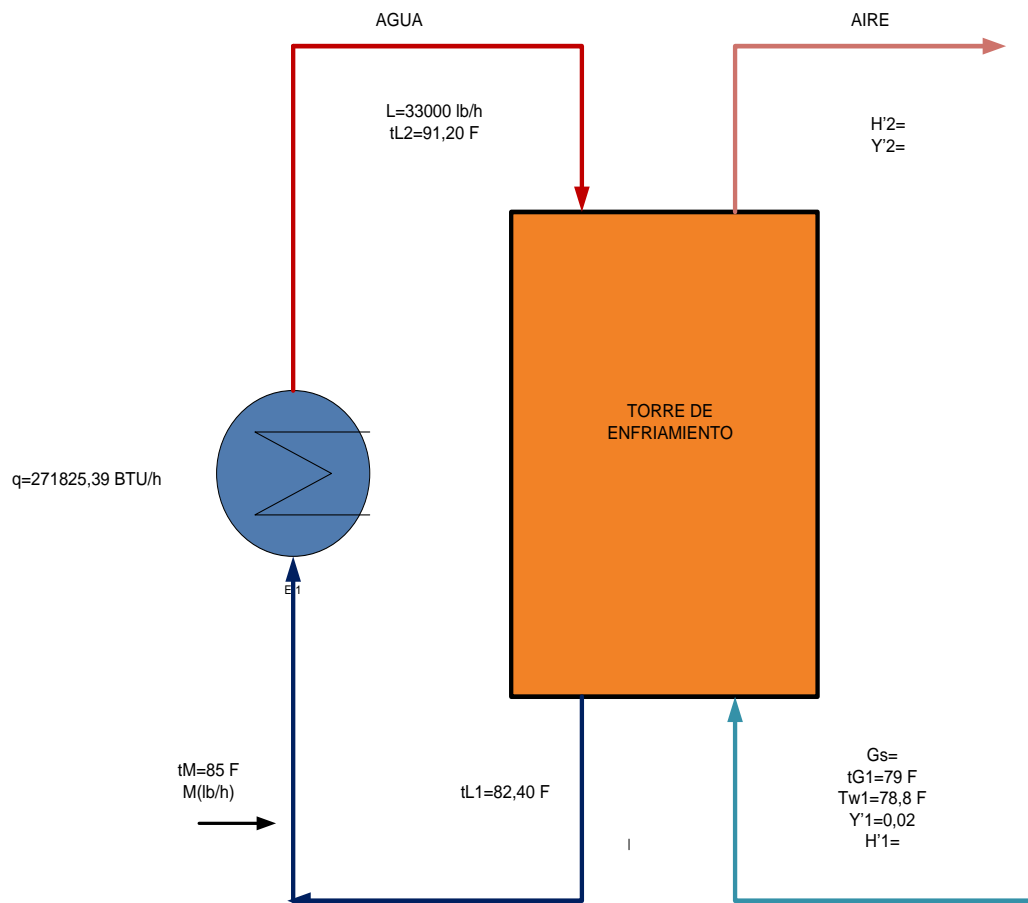 AGUA
AIRE
L=33000 lb/h
tL2=91,20 F
H'2=
Y'2=
TORRE DE
ENFRIAMIENTO
q=271825,39 BTU/h
tM=85 F
M(lb/h)
tL1=82,40 F
Gs=
tG1=79 F
Tw1=78,8 F
Y'1=0,02
H'1=